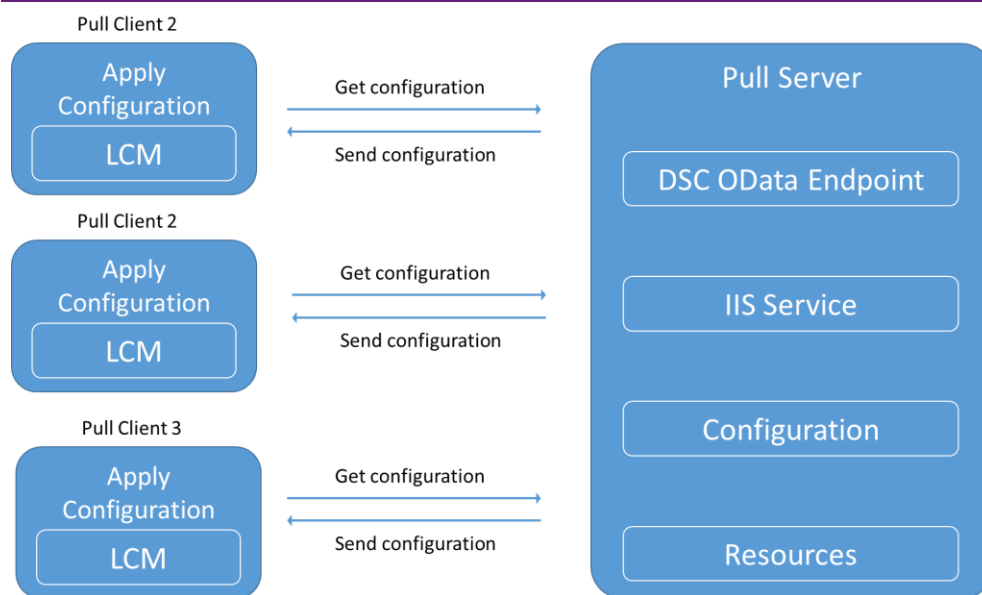 Pull Client 2
Apply
Configuration
LCM
Get configuration
Send configuration
Pull Client 2
Apply
Configuration
LCM
Get configuration
Send configuration
Pull Client 3
Apply
Configuration
LCM
Get configuration
Send configuration
Pull Server
DSC OData Endpoint
IIS Service
Configuration
Resources